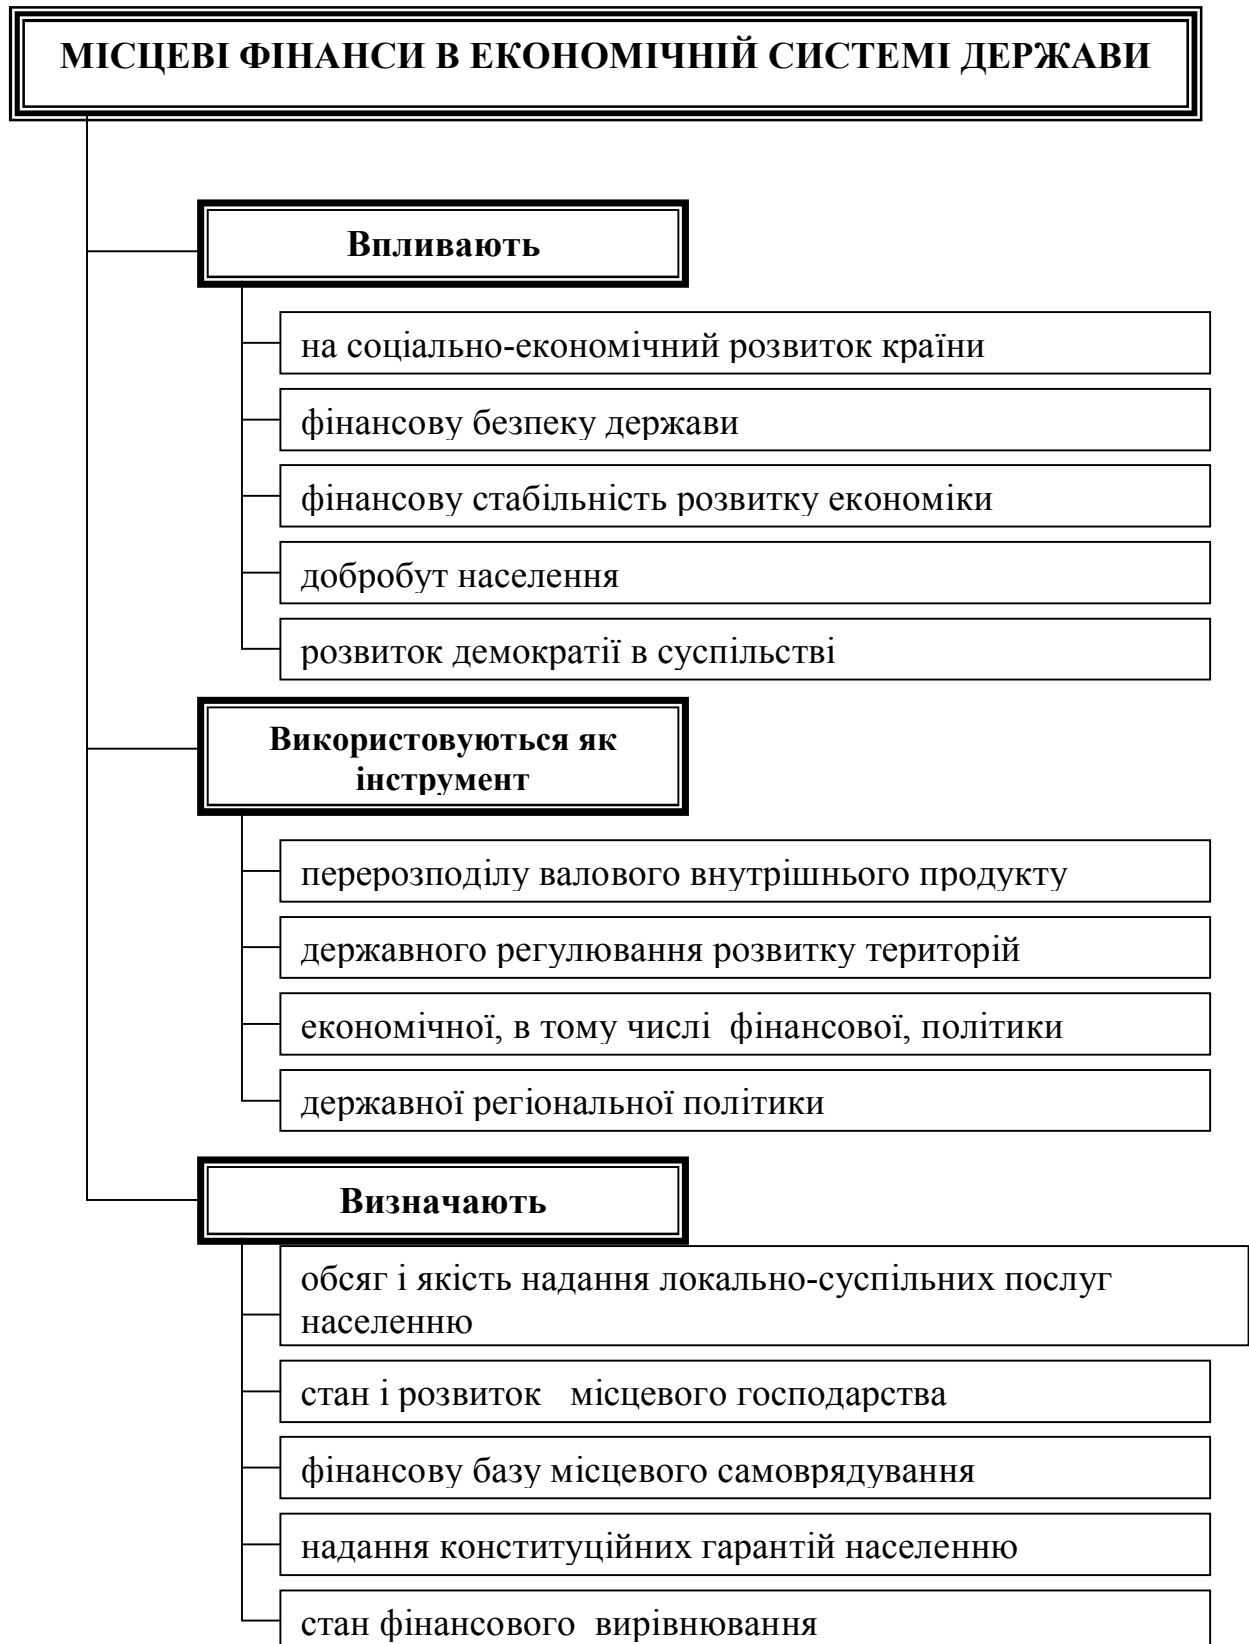 МІСЦЕВІ ФІНАНСИ В ЕКОНОМІЧНІЙ СИСТЕМІ ДЕРЖАВИ
Впливають
на соціально-економічний розвиток країни
фінансову безпеку держави
фінансову стабільність розвитку економіки
добробут населення
розвиток демократії в суспільстві
Використовуються як
інструмент
перерозподілу валового внутрішнього продукту
державного регулювання розвитку територій
економічної, в тому числі фінансової, політики
державної регіональної політики
Визначають
обсяг і якість надання локально-суспільних послуг
населенню
стан і розвиток місцевого господарства
фінансову базу місцевого самоврядування
надання конституційних гарантій населенню
стан фінансового вирівнювання